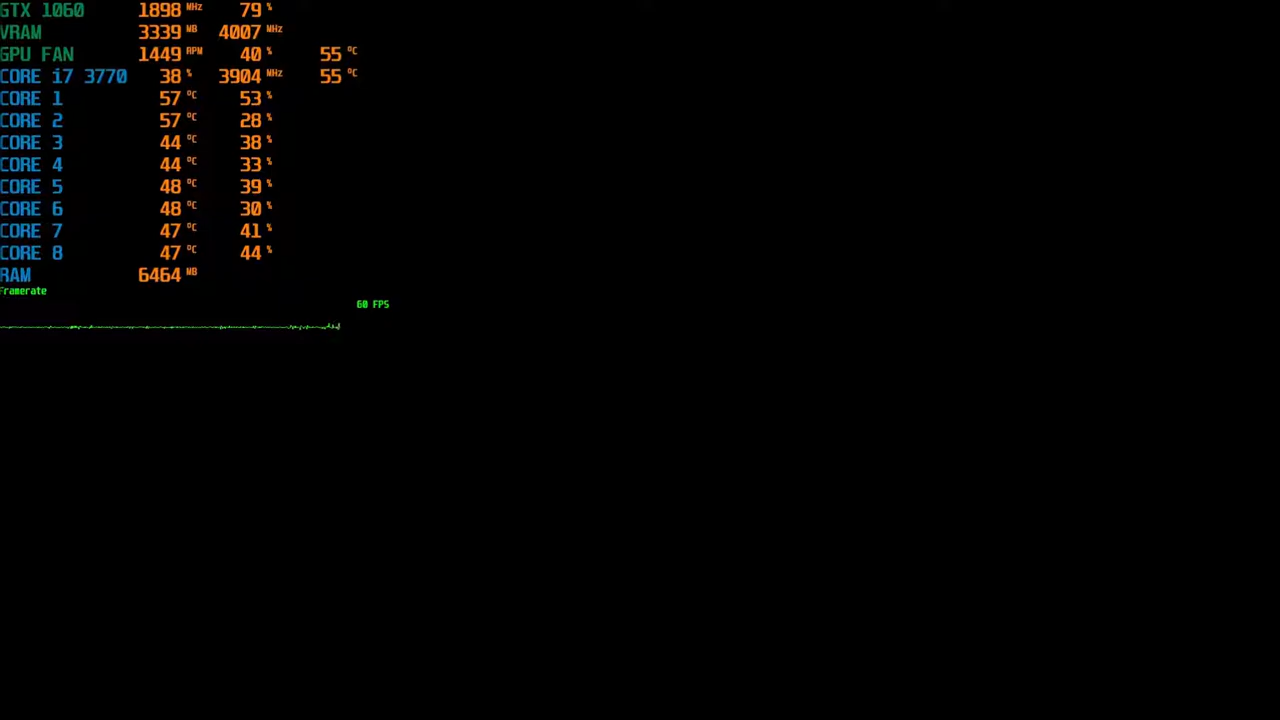 GTX 1060 1898 MHz 79 %
VRAM 3339 MB 4007 MHz
GPU FAN 1449 RPM 40 % 55 °C
CORE i7 3770 38 % 3904 MHz 55 °C
CORE 1 57 °C 53 %
CORE 2 57 °C 28 %
CORE 3 44 °C 38 %
CORE 4 44 °C 33 %
CORE 5 48 °C 39 %
CORE 6 48 °C 30 %
CORE 7 47 °C 41 %
CORE 8 47 °C 44 %
RAM 6464 MB
Framerate
60 FPS